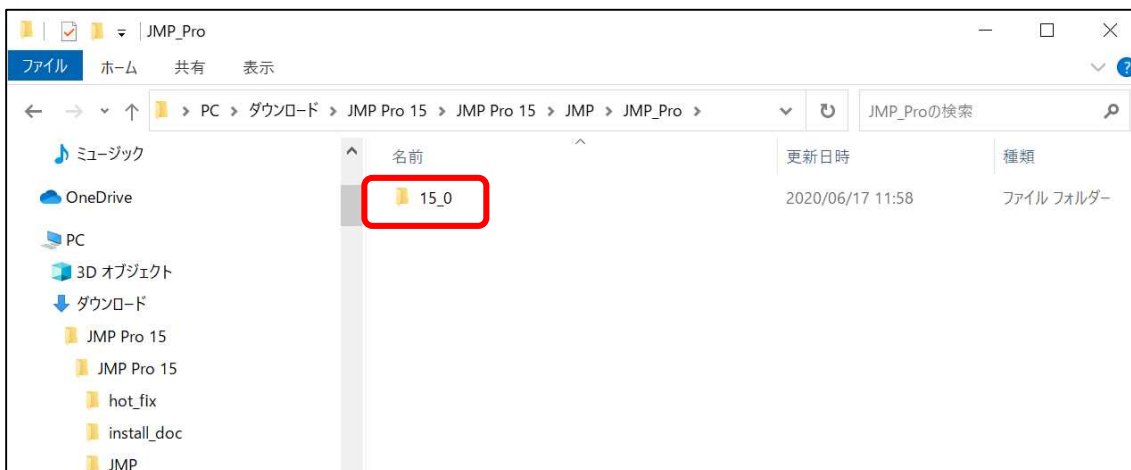 JMP_Pro
ファイル ホーム 共有 表示
PC > ダウンロード > JMP Pro 15 > JMP Pro 15 > JMP > JMP_Pro > JMP_Proの検索
ミュージック
名前 更新日時 種類
OneDrive
15_0 2020/06/17 11:58 ファイル フォルダー
PC
3D オブジェクト
ダウンロード
JMP Pro 15
JMP Pro 15
hot_fix
install_doc
JMP